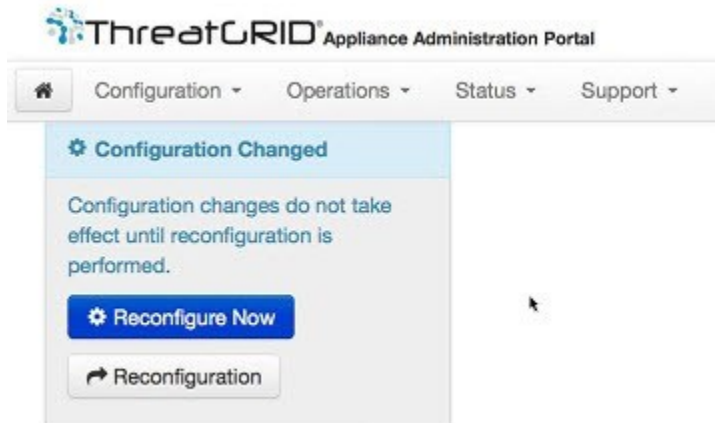 ThreatGRID® Appliance Administration Portal
Configuration Operations Status Support
Configuration Changed
Configuration changes do not take
effect until reconfiguration is
performed.
Reconfigure Now
Reconfiguration